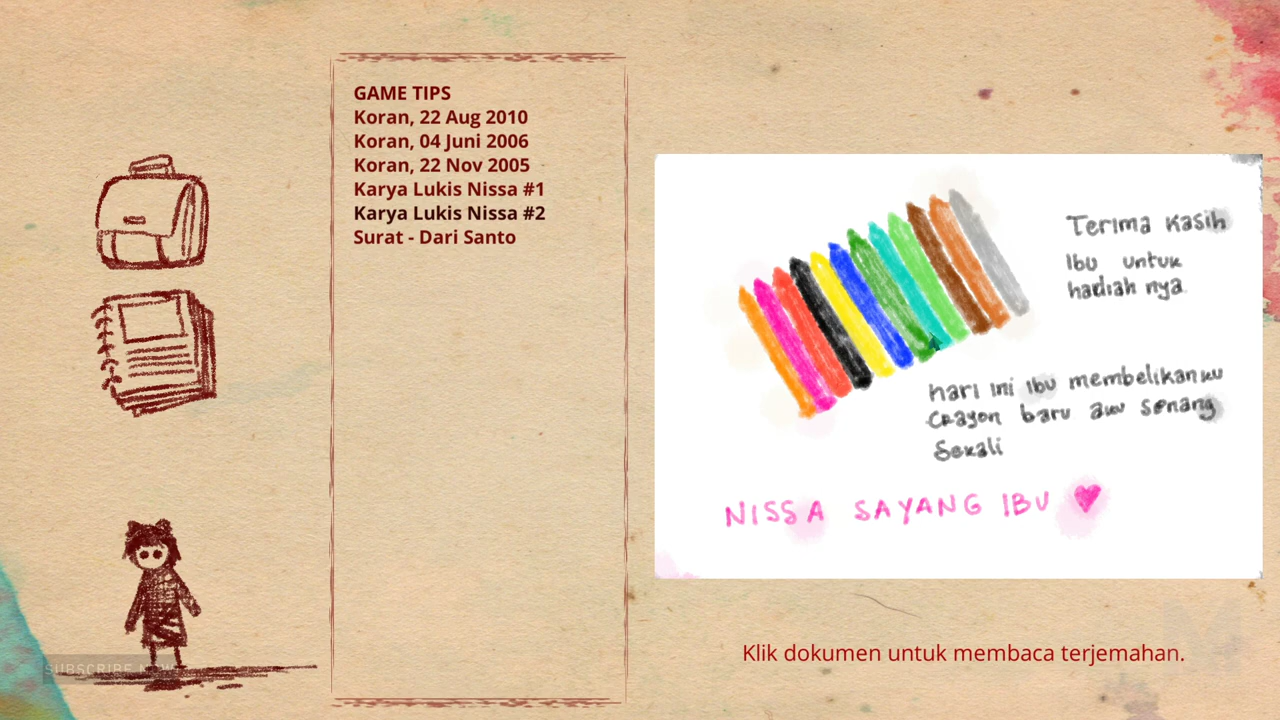 GAME TIPS
Koran, 22 Aug 2010
Koran, 04 Juni 2006
Koran, 22 Nov 2005
Karya Lukis Nissa #1
Karya Lukis Nissa #2
Surat - Dari Santo
Terima Kasih
Ibu untuk
hadiah nya
hari ini Ibu membelikanku
crayon baru aku senang
sekali
NISSA SAYANG IBU
Klik dokumen untuk membaca terjemahan.
SUBSCRIBE NOW